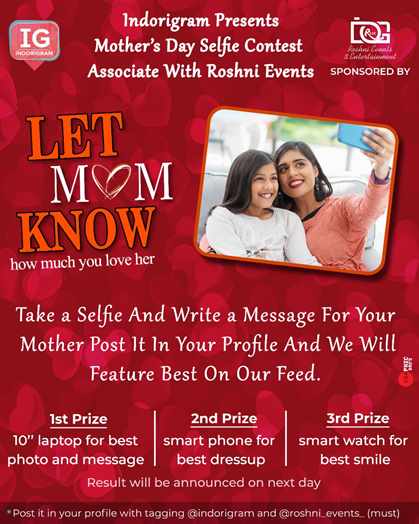 IG
INDORIGRAM
Indorigram Presents
Mother's Day Selfie Contest
Associate With Roshni Events
Roshni Events
& Entertainment
SPONSORED BY
LET
MOM
KNOW
how much you love her
Take a Selfie And Write a Message For Your
Mother Post It In Your Profile And We Will
Feature Best On Our Feed.
1st Prize
10″ laptop for best
photo and message
2nd Prize
smart phone for
best dressup
3rd Prize
smart watch for
best smile
Result will be announced on next day
*Post it in your profile with tagging @indorigram and @roshni_events_ (must)